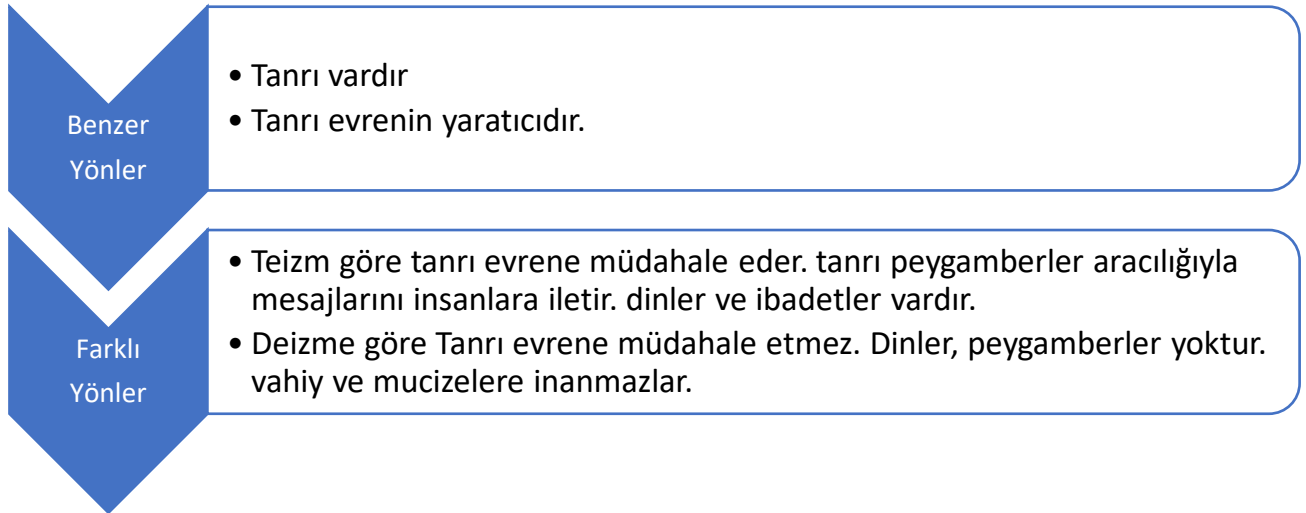 Benzer
Yönler
• Tanrı vardır
• Tanrı evrenin yaratıcıdır.
Farklı
Yönler
• Teizm göre tanrı evrene müdahale eder. tanrı peygamberler aracılığıyla
mesajlarını insanlara iletir. dinler ve ibadetler vardır.
• Deizme göre Tanrı evrene müdahale etmez. Dinler, peygamberler yoktur.
vahiy ve mucizelere inanmazlar.